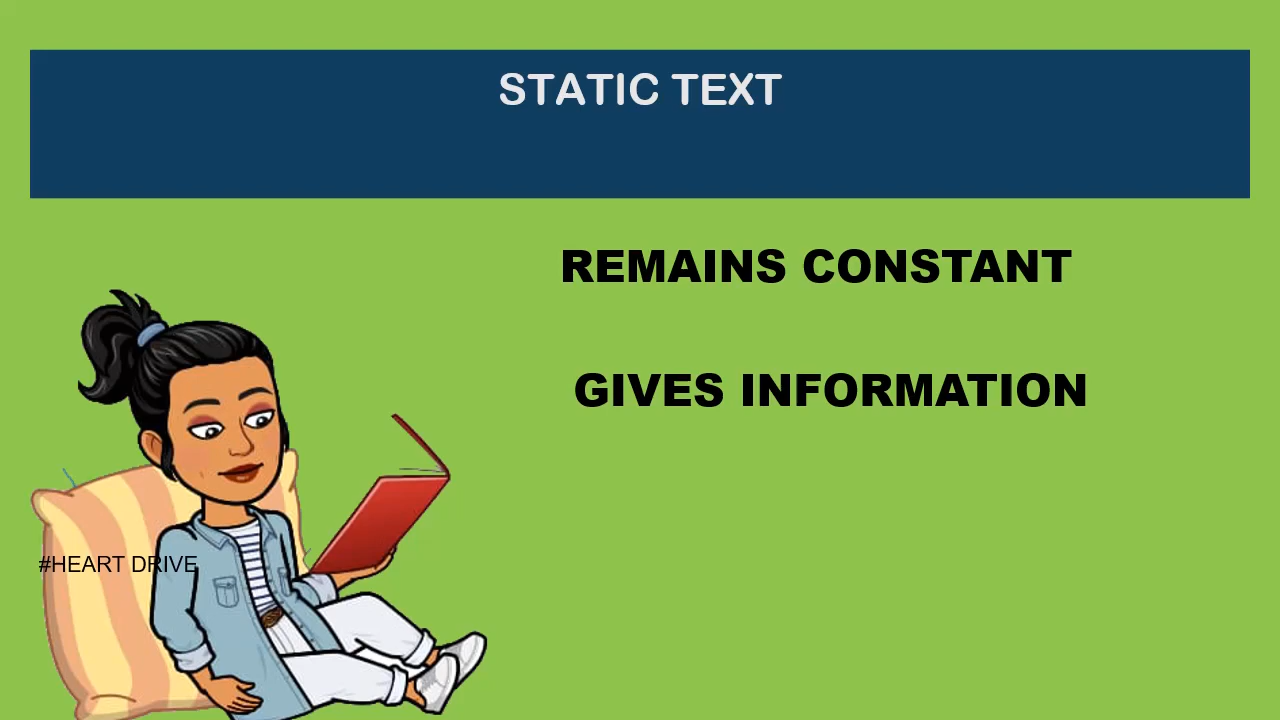 STATIC TEXT
REMAINS CONSTANT
GIVES INFORMATION
#HEART DRIVE